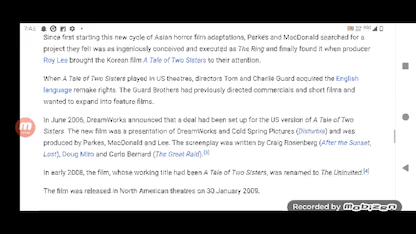 7:46
Since first starting this new cycle of Asian horror film adaptations, Parkes and MacDonald searched for a
project they felt was as ingeniously conceived and executed as The Ring and finally found it when producer
Roy Lee brought the Korean film A Tale of Two Sisters to their attention.
When A Tale of Two Sisters played in US theatres, directors Tom and Charlie Guard acquired the English
language remake rights. The Guard Brothers had previously directed commercials and short films and
wanted to expand into feature films.
In June 2006, DreamWorks announced that a deal had been set up for the US version of A Tale of Two
Sisters. The new film was a presentation of DreamWorks and Cold Spring Pictures (Disturbia) and was
produced by Parkes, MacDonald and Lee. The screenplay was written by Craig Rosenberg (After the Sunset,
Lost), Doug Miro and Carlo Bernard (The Great Raid).[3]
In early 2008, the film, whose working title had been A Tale of Two Sisters, was renamed to The Uninvited.[4]
The film was released in North American theatres on 30 January 2009.
Recorded by Mobizen